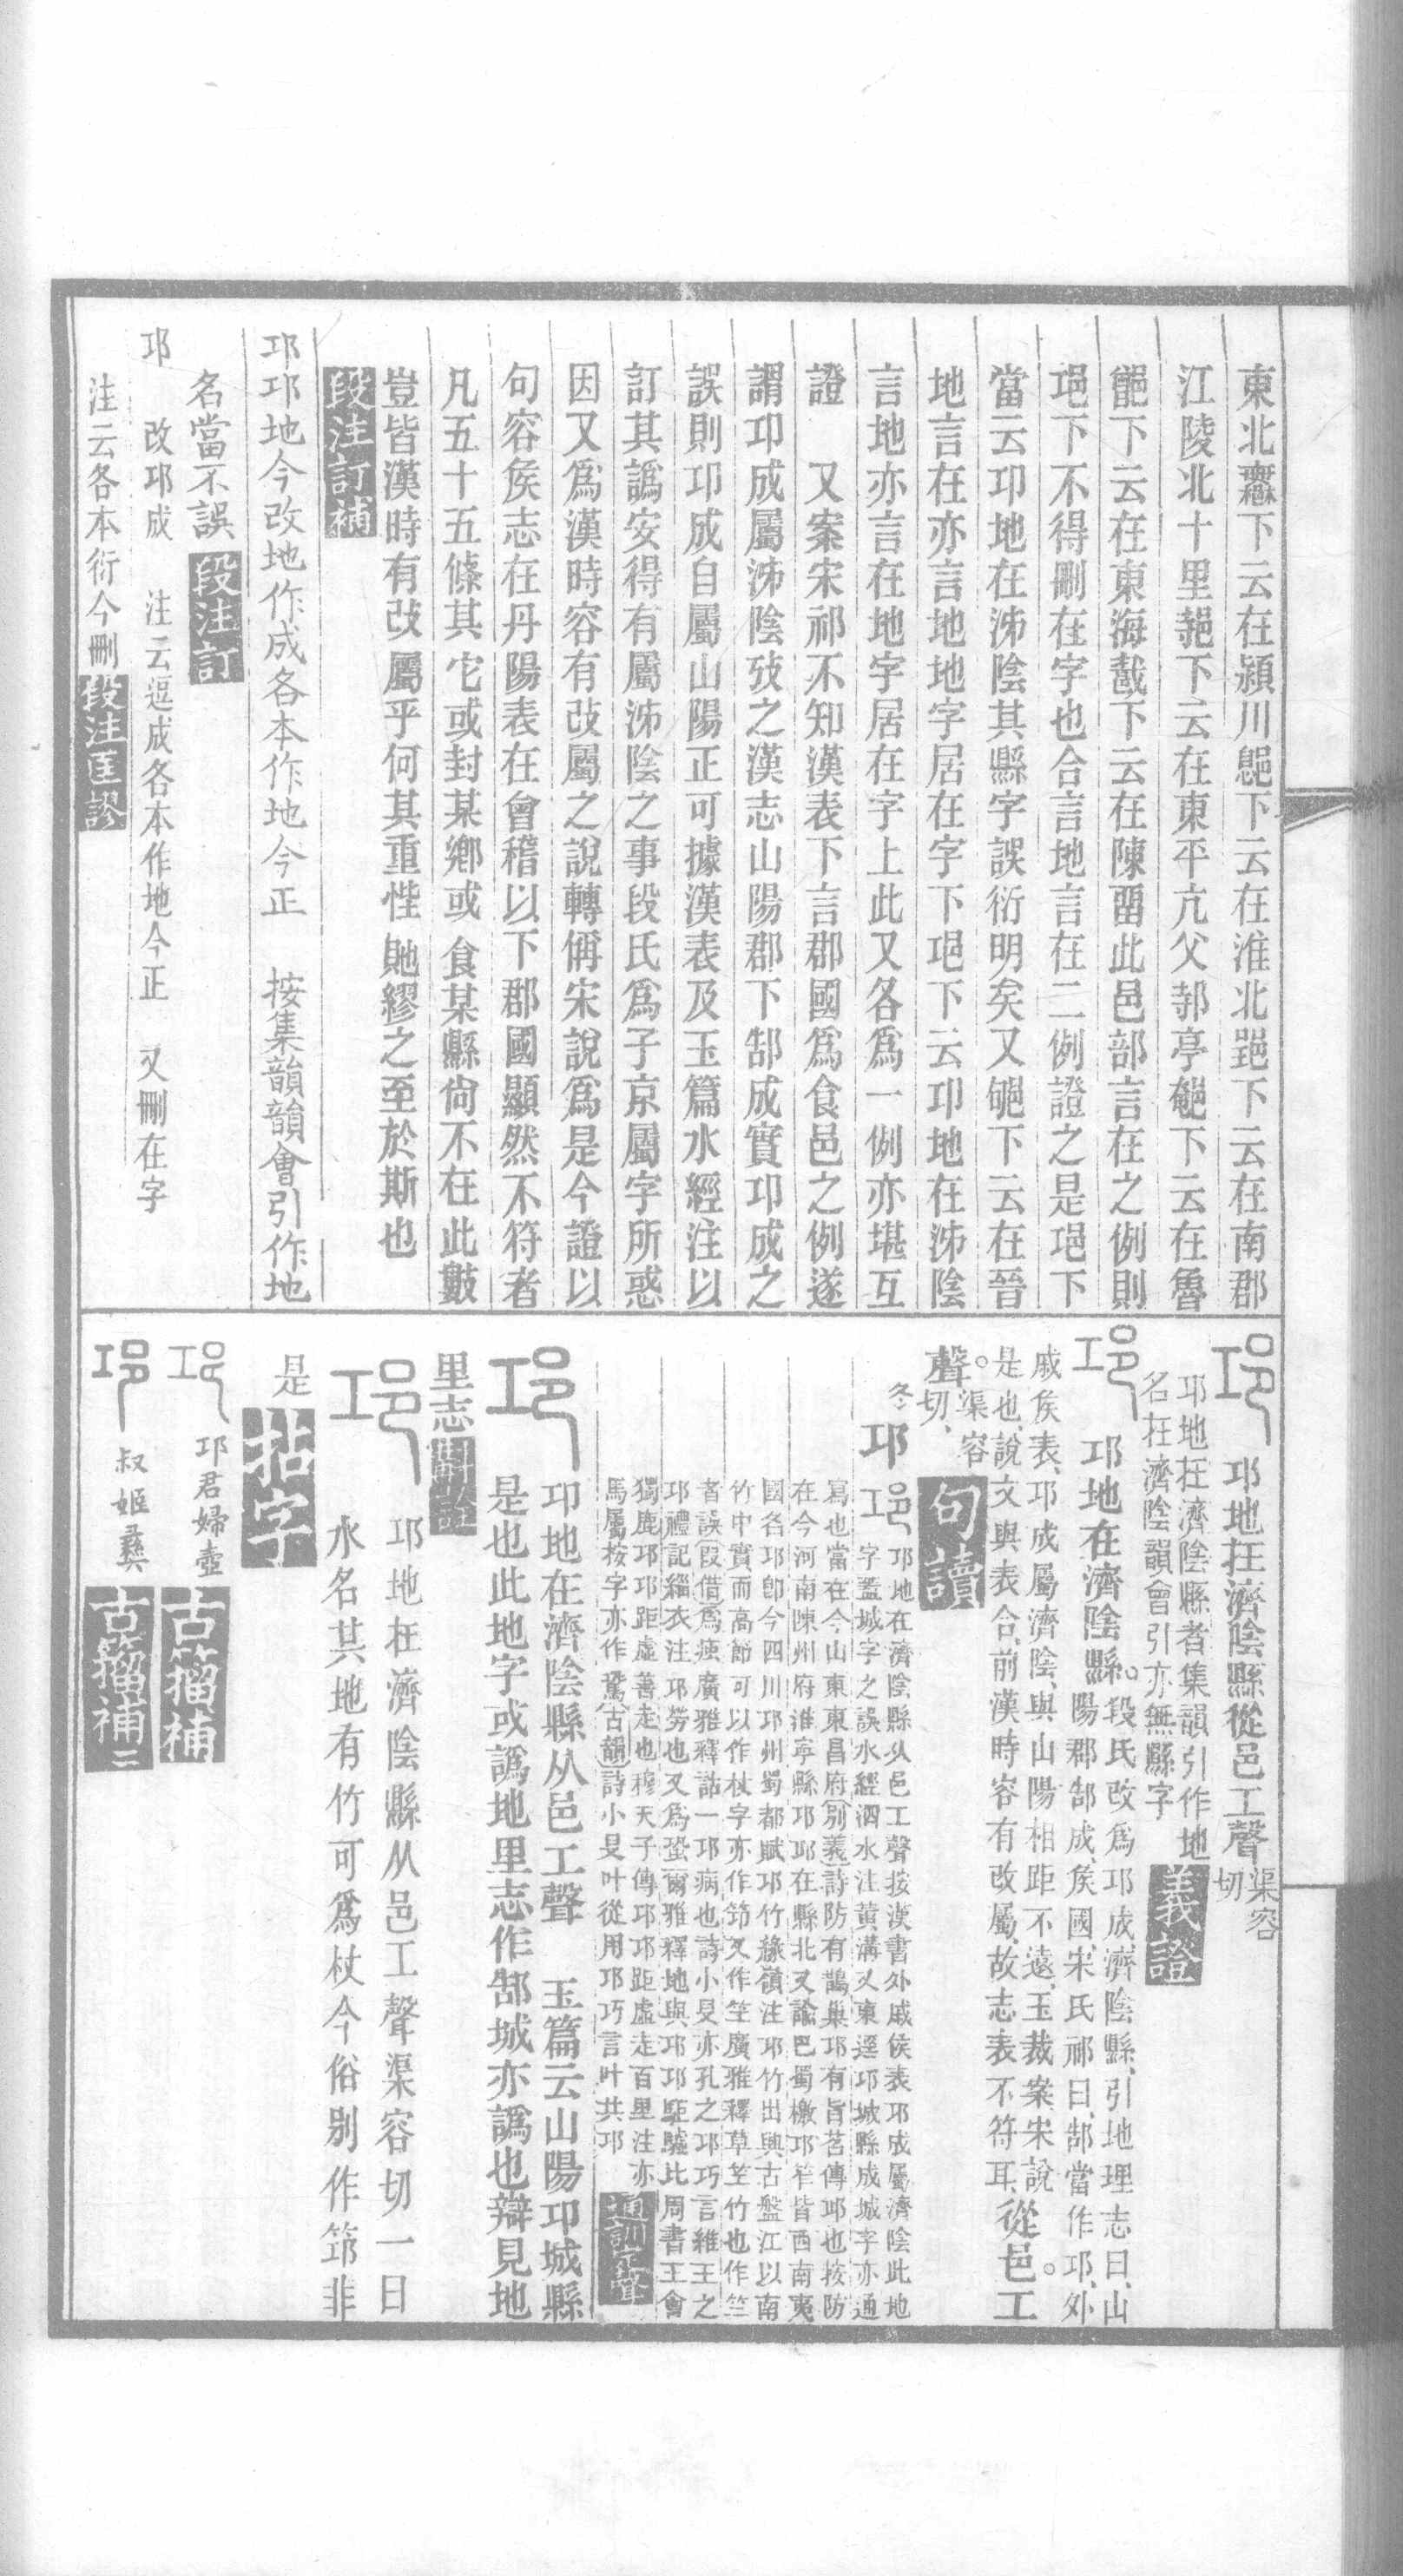 東北䣕下云在潁川䣖下云在淮北䢵下云在南郡
江陵北十里䢼下云在東平亢父邿亭䣛下云在魯
䣀下云在東海酁下云在陳畱此邑部言在之例則
下不得刪在字也合言地言在二例證之是下
當云邛地在泲陰其縣字誤衍明矣又下云在晉
地言在亦言地地字居在字下下云邛地在泲陰
言地亦言在地字居在字上此又各爲一例亦堪互
證 又案宋祁不知漢表下言郡國爲食邑之例遂
謂邛成屬泲陰攷之漢志山陽郡下郜成實邛成之
誤則邛成自屬山陽正可據漢表及玉篇水經注以
訂其譌安得有屬泲陰之事段氏爲子京屬字所惑
因又爲漢時容有改屬之說轉偁宋說爲是今證以
句容矦志在丹陽表在會稽以下郡國顯然不符者
凡五十五條其它或封某鄉或食某縣尙不在此數
豈皆漢時有改屬乎何其重悂貤繆之至於斯也
段注訂補
邛邛地今改地作成各本作地今正 按集韻韻會引作地
名當不誤 段注訂
邛 改邛成 注云逗成各本作地今正 又刪在字
注云各本衍今刪 段注匡謬
邛地在濟陰縣從邑工聲 渠容切
邛地在濟陰縣者集韻引作地
名在濟陰韻會引亦無縣字 義證
邛地在濟陰縣。段氏改爲邛成濟陰縣、引地理志曰、山
陽郡郜成、矦國、宋氏祁曰、郜當作邛、外
戚矦表、邛成屬濟陰、與山陽相距不遠、玉裁案、宋說
是也、說文與表合、前漢時容有改屬、故志表不符耳、從邑。工
聲。渠容切、 句讀
冬 邛 邛地在濟陰縣从邑工聲按漢書外戚侯表邛成屬濟陰此地
字蓋城字之誤水經泗水注黃溝又東逕邛城縣成城字亦通
寫也當在今山東東昌府(別義)詩防有鵲巢邛有旨苕傳邛也按防
在今河南陳州府淮寧縣邛邛在縣北又諭巴蜀檄邛筰皆西南夷
國名邛卽今四川邛州蜀都賦邛竹緣嶺注邛竹出興古盤江以南
竹中實而高節可以作杖字亦作筇又作䇨廣雅釋草䇨竹也作竺
者誤(叚借)爲㾜廣雅釋詁一邛病也詩小旻亦孔之邛巧言維王之
邛禮記緇衣注邛勞也又爲蛩爾雅釋地與邛邛駏驉比周書王會
獨鹿邛邛距虛善走也穆天子傳邛邛距虛走百里注亦
馬屬按字亦作(古韻)詩小旻叶從用邛巧言叶共邛 通訓定聲
邛地在濟陰縣从邑工聲 玉篇云山陽邛城縣
是也此地字或譌地里志作郜城亦譌也辯見地
里志 斠詮
邛地在濟陰縣从邑工聲渠容切一曰
水名其地有竹可爲杖今俗别作筇非
是 拈字
邛君婦壺 古籀補
叔姬彝 古籀補二